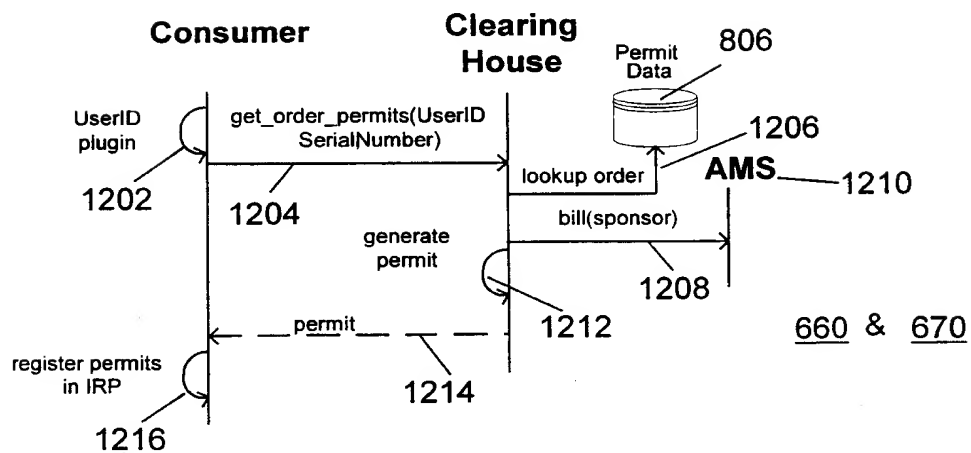 Consumer
Clearing
House
Permit
Data
806
UserID
plugin
get_order_permits(UserID
SerialNumber)
1202
1204
lookup order
1206
AMS
1210
bill(sponsor)
generate
permit
1208
1212
660 & 670
permit
1214
register permits
in IRP
1216